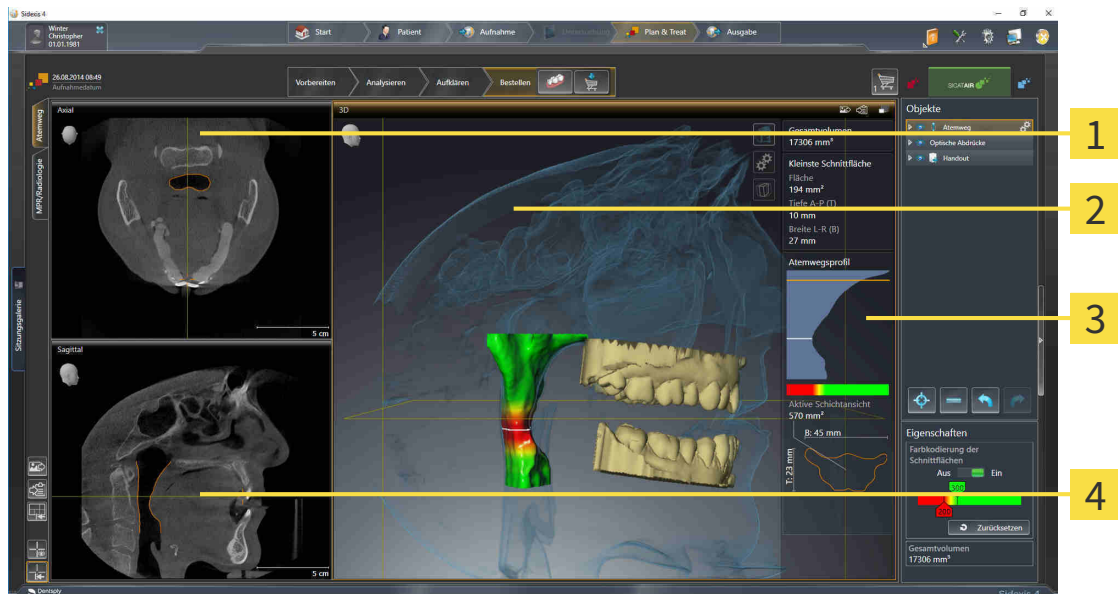 Sidexis 4
Winter
Christopher
01.01.1981
Start
Patient
Aufnahme
Untersuchung
Plan & Treat
Ausgabe
26.08.2014 08:49
Aufnahmedatum
Vorbereiten
Analysieren
Aufklären
Bestellen
1
SICAT AIR
Atemweg
MPR/Radiologie
Sitzungsgalerie
Axial
5 cm
Sagittal
5 cm
3D
Gesamtvolumen
17306 mm³
Kleinste Schnittfläche
Fläche
194 mm²
Tiefe A-P (T)
10 mm
Breite L-R (B)
27 mm
Atemwegsprofil
Aktive Schichtansicht
570 mm²
B: 45 mm
T: 23 mm
Objekte
Atemweg
Optische Abdrücke
Handout
Eigenschaften
Farbkodierung der
Schnittflächen
Aus
Ein
300
200
Zurücksetzen
Gesamtvolumen
17306 mm³
Dentsply
Sidexis 4
1
2
3
4